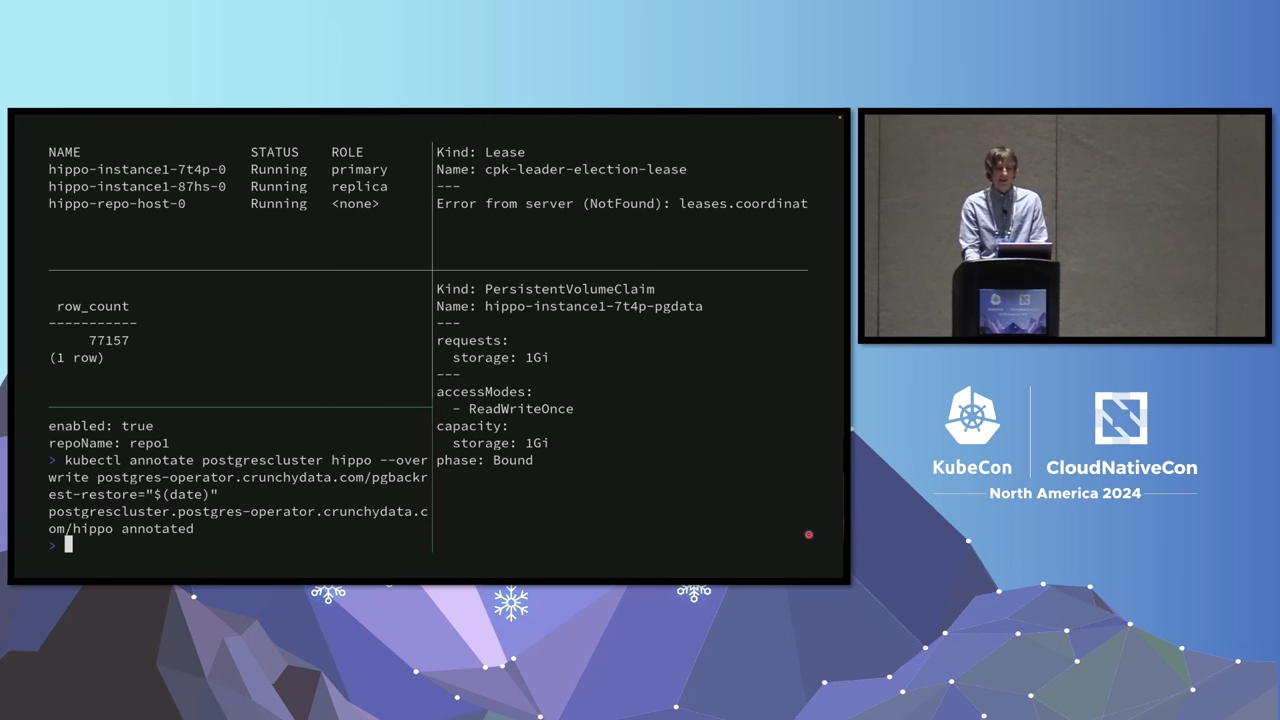 NAME STATUS ROLE
hippo-instance1-7t4p-0 Running primary
hippo-instance1-87hs-0 Running replica
hippo-repo-host-0 Running <none>
Kind: Lease
Name: cpk-leader-election-lease
---
Error from server (NotFound): leases.coordinat
row_count
-----------
77157
(1 row)
Kind: PersistentVolumeClaim
Name: hippo-instance1-7t4p-pgdata
---
requests:
  storage: 1Gi
---
accessModes:
  - ReadWriteOnce
capacity:
  storage: 1Gi
phase: Bound
enabled: true
repoName: repo1
> kubectl annotate postgrescluster hippo --over
write postgres-operator.crunchydata.com/pgbackr
est-restore="$(date)"
postgrescluster.postgres-operator.crunchydata.c
om/hippo annotated
>
KubeCon CloudNativeCon
North America 2024